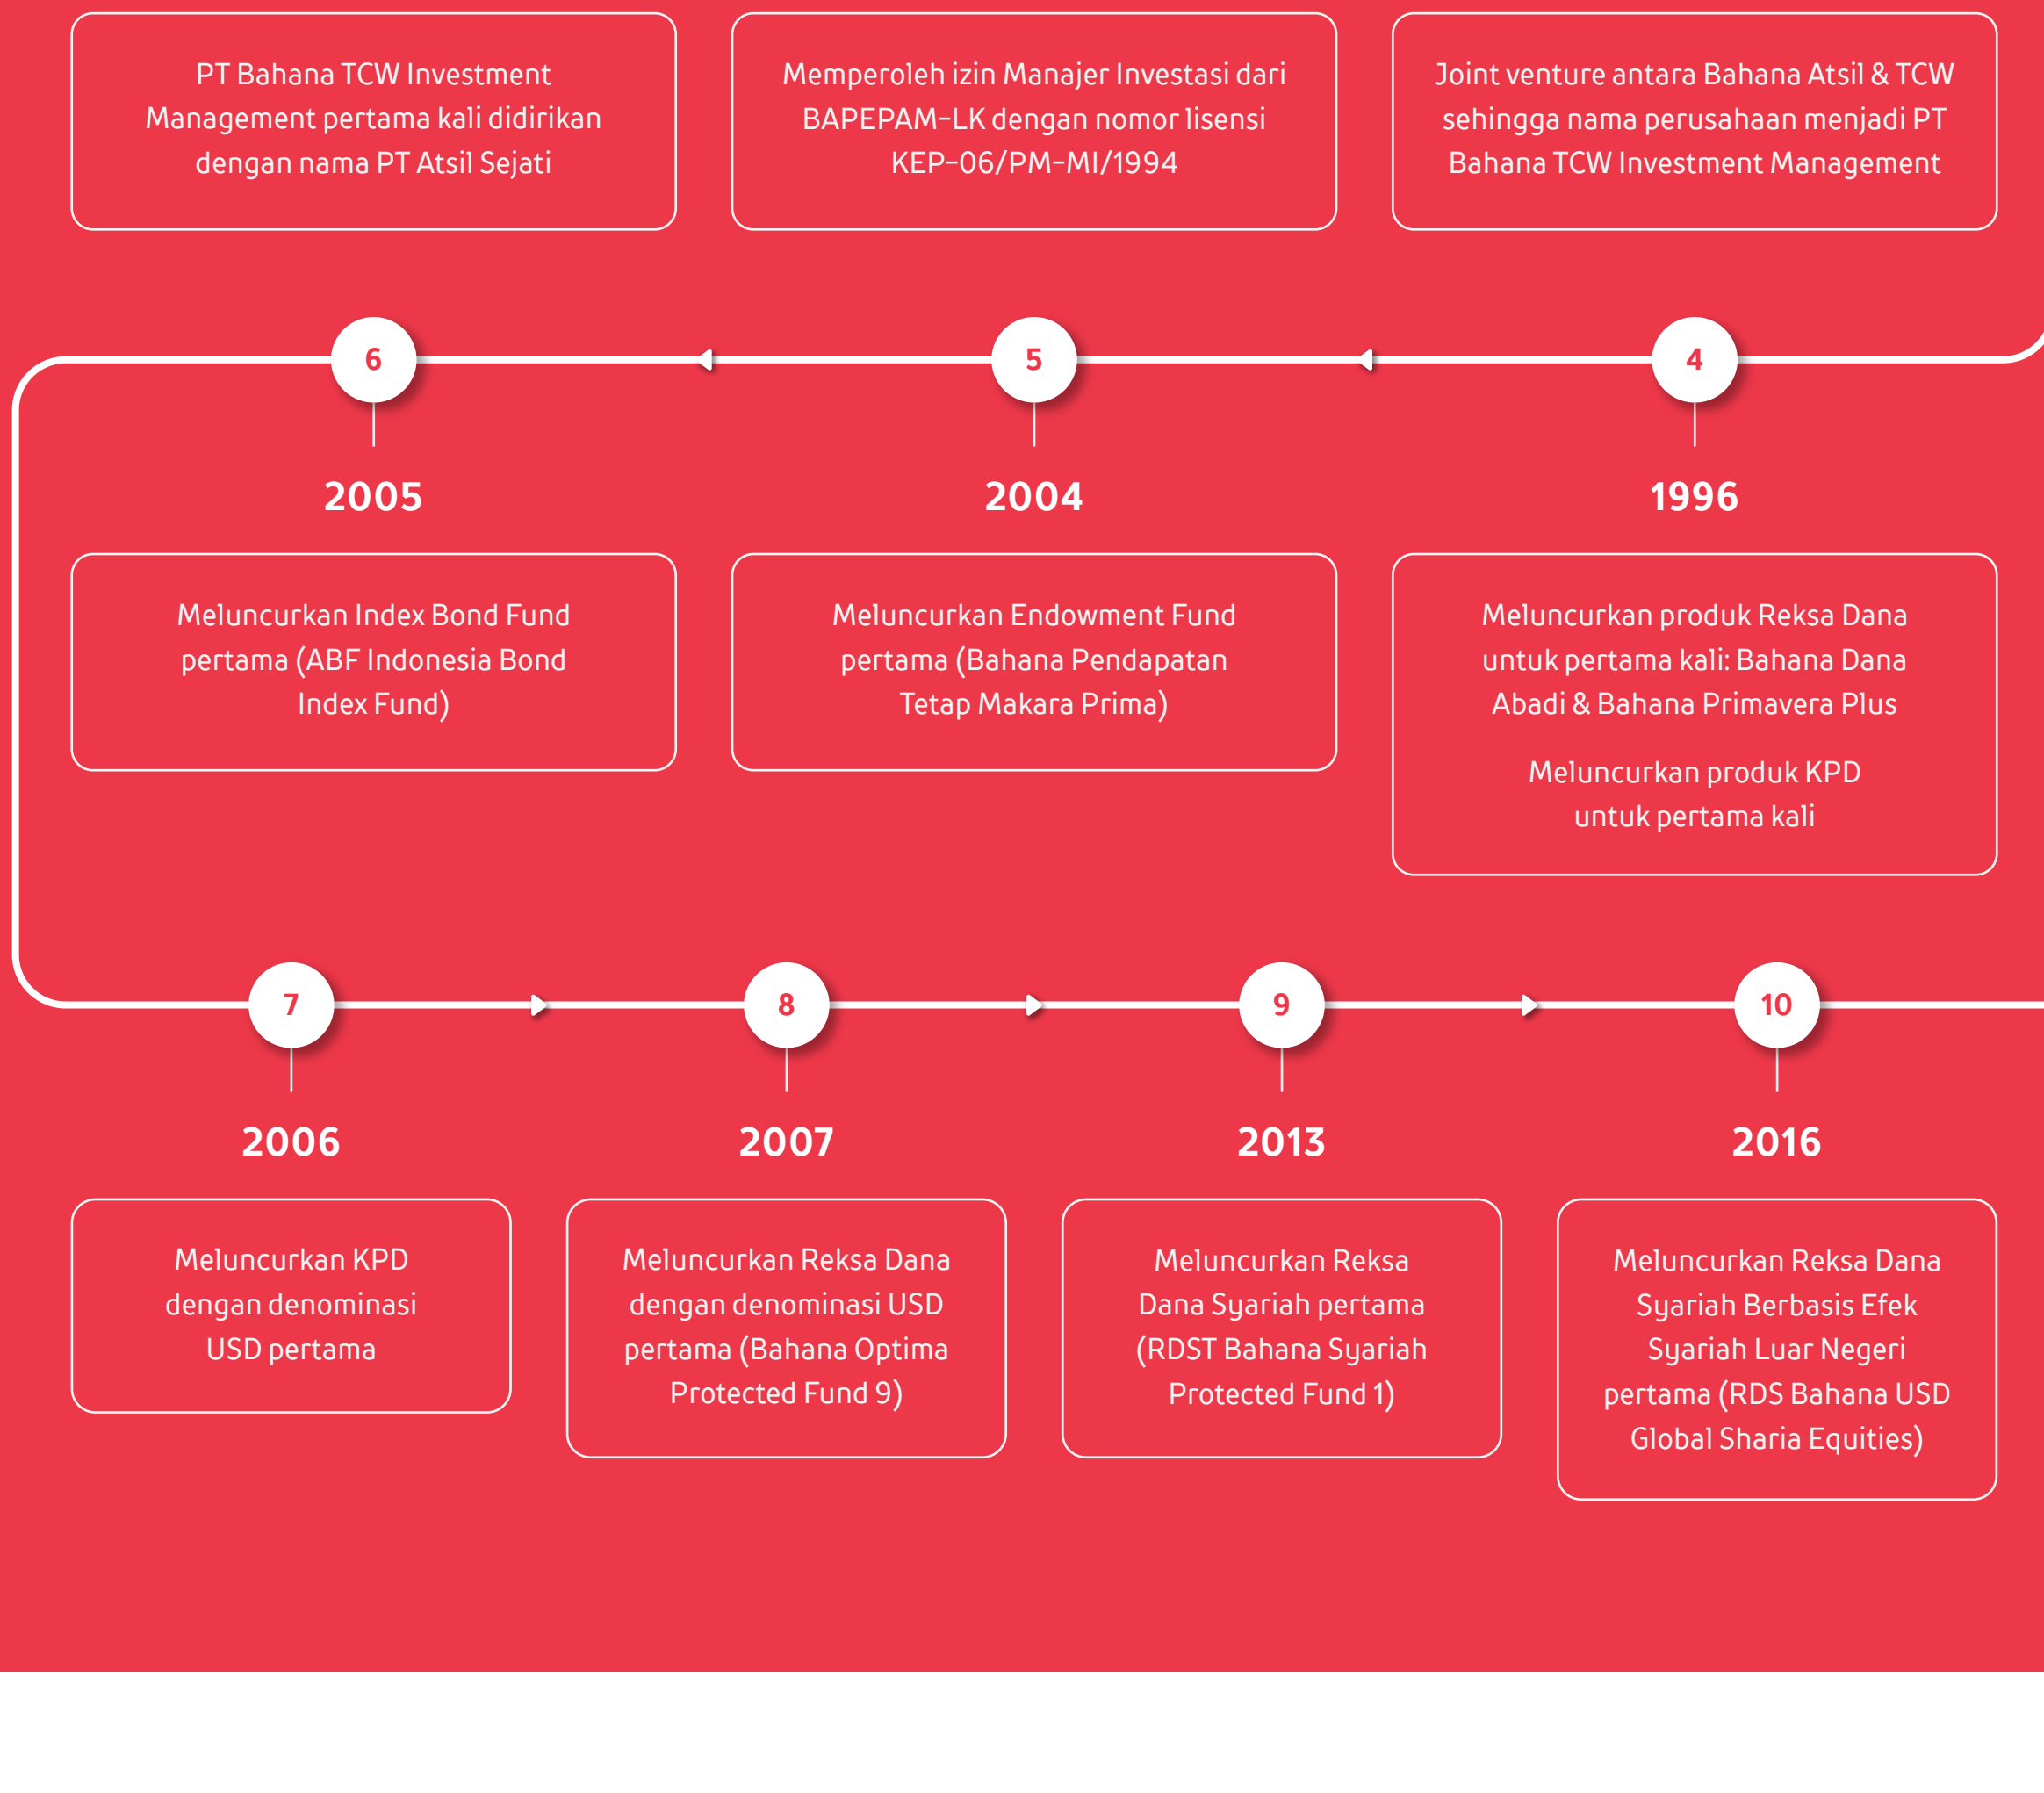 PT Bahana TCW Investment
Management pertama kali didirikan
dengan nama PT Atsil Sejati
Memperoleh izin Manajer Investasi dari
BAPEPAM-LK dengan nomor lisensi
KEP-06/PM-MI/1994
Joint venture antara Bahana Atsil & TCW
sehingga nama perusahaan menjadi PT
Bahana TCW Investment Management
6
2005
Meluncurkan Index Bond Fund
pertama (ABF Indonesia Bond
Index Fund)
5
2004
Meluncurkan Endowment Fund
pertama (Bahana Pendapatan
Tetap Makara Prima)
4
1996
Meluncurkan produk Reksa Dana
untuk pertama kali: Bahana Dana
Abadi & Bahana Primavera Plus
Meluncurkan produk KPD
untuk pertama kali
7
2006
Meluncurkan KPD
dengan denominasi
USD pertama
8
2007
Meluncurkan Reksa Dana
dengan denominasi USD
pertama (Bahana Optima
Protected Fund 9)
9
2013
Meluncurkan Reksa
Dana Syariah pertama
(RDST Bahana Syariah
Protected Fund 1)
10
2016
Meluncurkan Reksa Dana
Syariah Berbasis Efek
Syariah Luar Negeri
pertama (RDS Bahana USD
Global Sharia Equities)